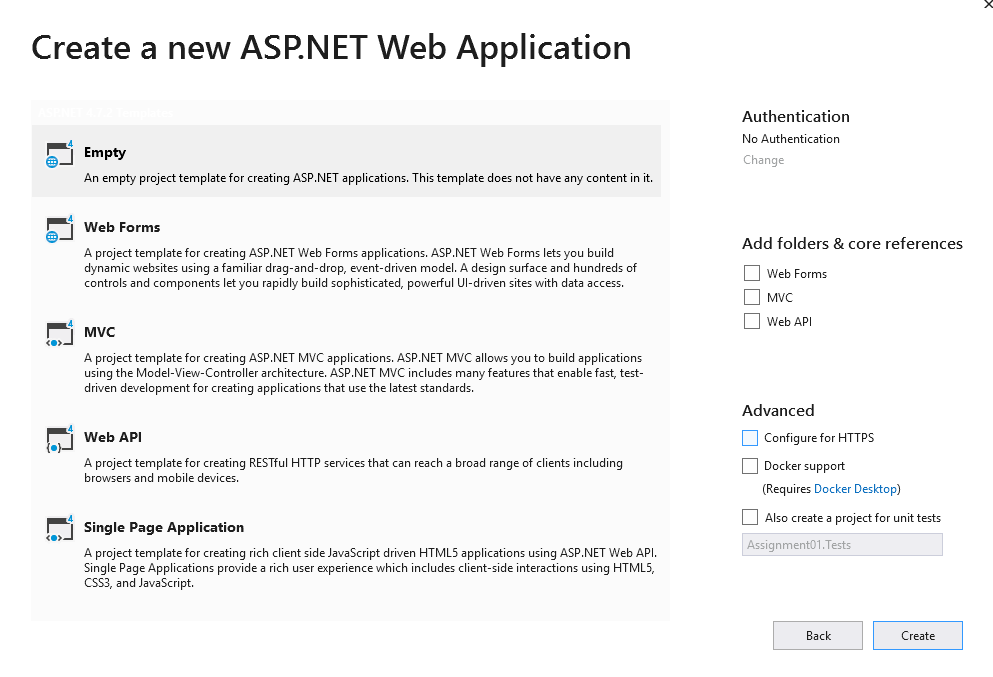 Create a new ASP.NET Web Application
Empty
An empty project template for creating ASP.NET applications. This template does not have any content in it.
Web Forms
A project template for creating ASP.NET Web Forms applications. ASP.NET Web Forms lets you build
dynamic websites using a familiar drag-and-drop, event-driven model. A design surface and hundreds of
controls and components let you rapidly build sophisticated, powerful UI-driven sites with data access.
MVC
A project template for creating ASP.NET MVC applications. ASP.NET MVC allows you to build applications
using the Model-View-Controller architecture. ASP.NET MVC includes many features that enable fast, test-
driven development for creating applications that use the latest standards.
Web API
A project template for creating RESTful HTTP services that can reach a broad range of clients including
browsers and mobile devices.
Single Page Application
A project template for creating rich client side JavaScript driven HTML5 applications using ASP.NET Web API.
Single Page Applications provide a rich user experience which includes client-side interactions using HTML5,
CSS3, and JavaScript.
Authentication
No Authentication
Change
Add folders & core references
Web Forms
MVC
Web API
Advanced
Configure for HTTPS
Docker support
(Requires Docker Desktop)
Also create a project for unit tests
Assignment01.Tests
Back
Create